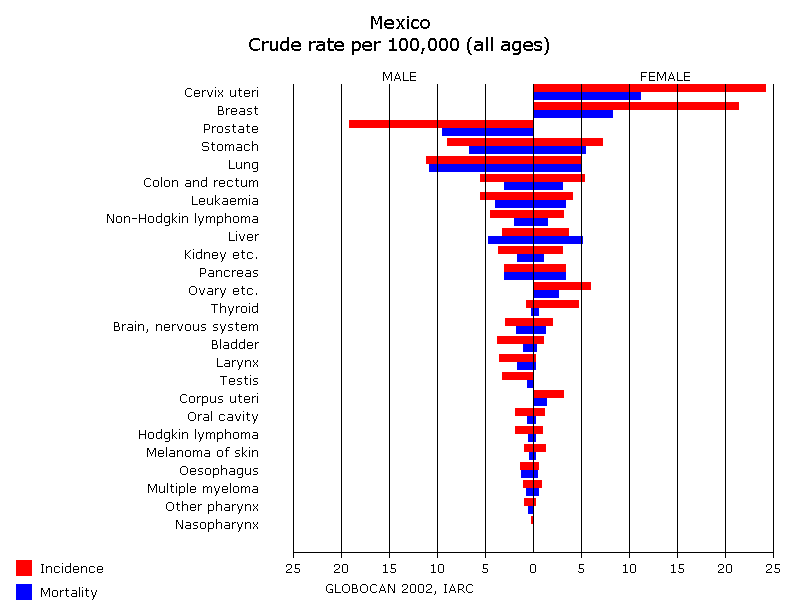 Mexico
Crude rate per 100,000 (all ages)
MALE FEMALE
Cervix uteri
Breast
Prostate
Stomach
Lung
Colon and rectum
Leukaemia
Non-Hodgkin lymphoma
Liver
Kidney etc.
Pancreas
Ovary etc.
Thyroid
Brain, nervous system
Bladder
Larynx
Testis
Corpus uteri
Oral cavity
Hodgkin lymphoma
Melanoma of skin
Oesophagus
Multiple myeloma
Other pharynx
Nasopharynx
25 20 15 10 5 0 5 10 15 20 25
Incidence
GLOBOCAN 2002, IARC
Mortality